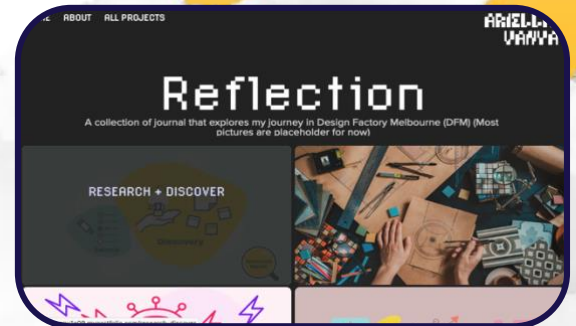 ABOUT ALL PROJECTS
VANYA
Reflection
A collection of journal that explores my journey in Design Factory Melbourne (DFM) (Most
pictures are placeholder for now)
RESEARCH + DISCOVER
Discovery